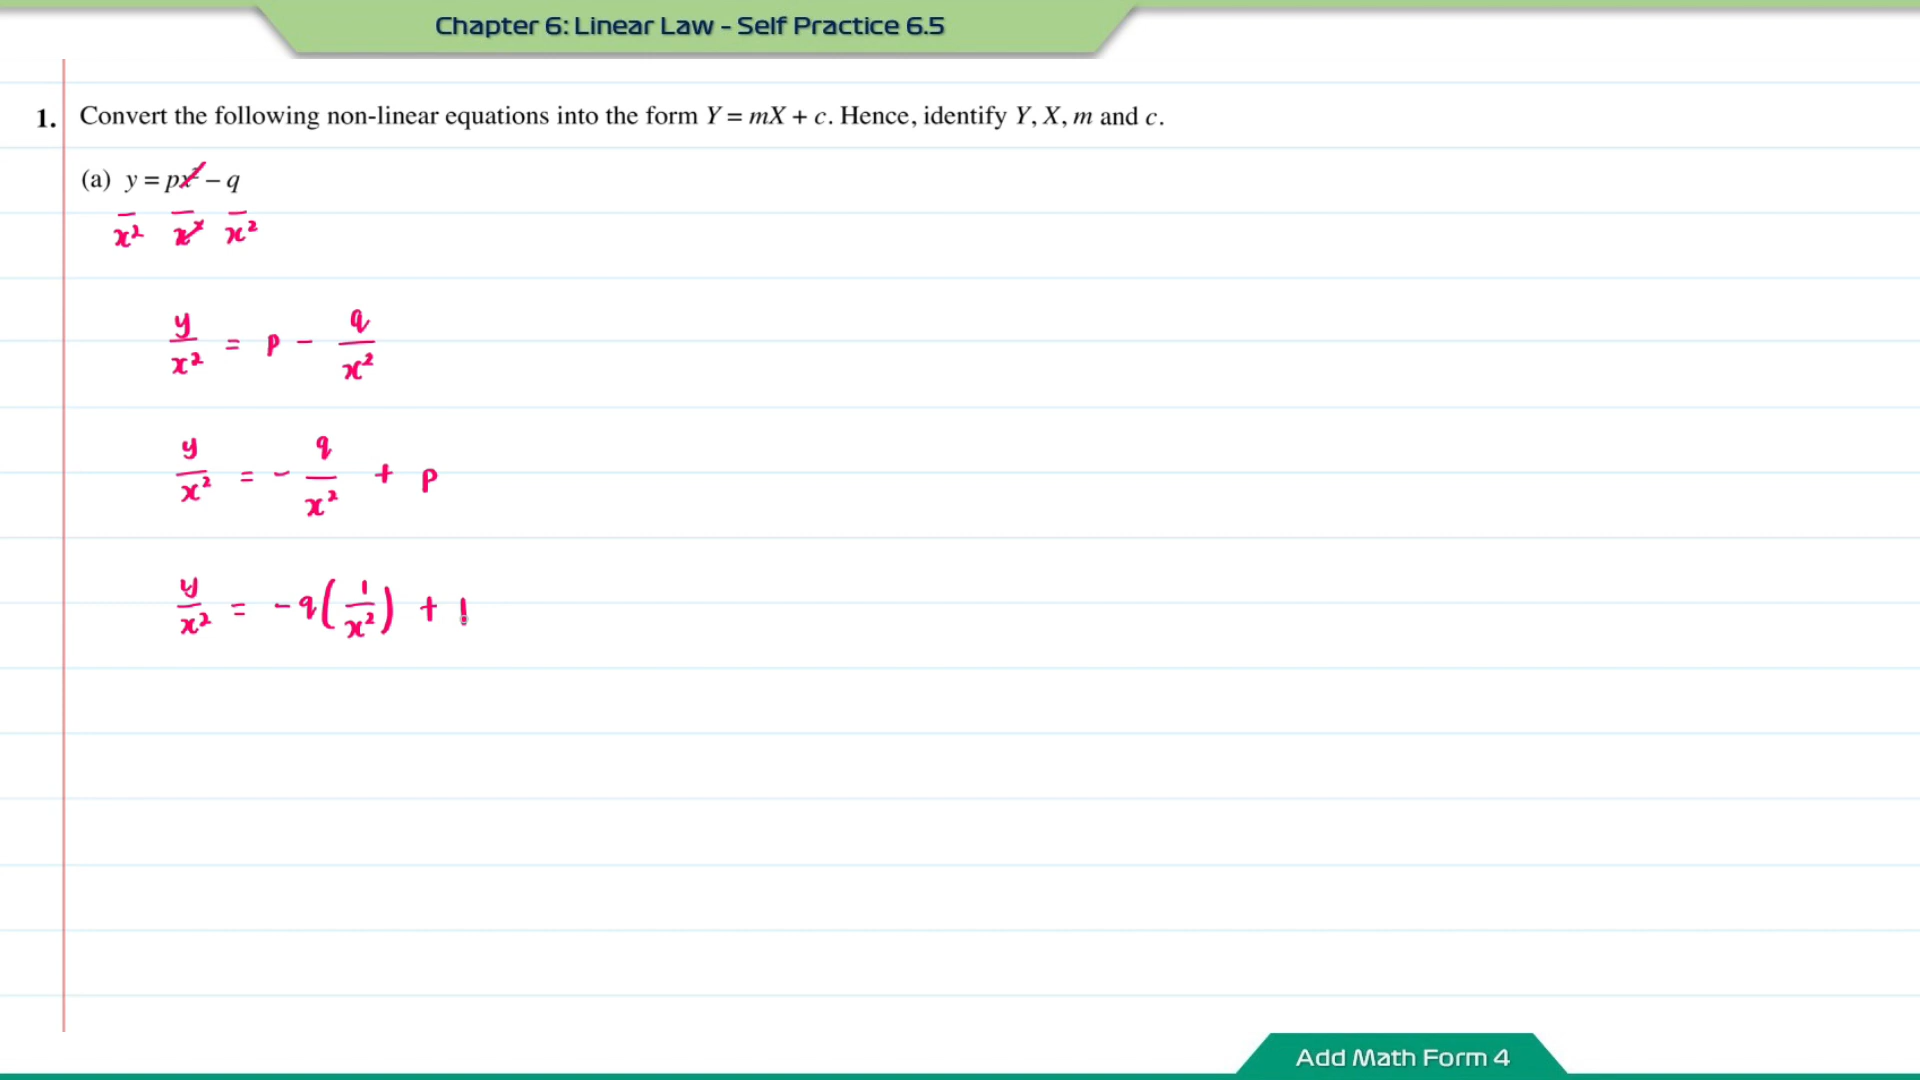 Chapter 6: Linear Law - Self Practice 6.5
1. Convert the following non-linear equations into the form Y = mX + c. Hence, identify Y, X, m and c.
(a) y = px² – q
x² x² x²
y/x² = p – q/x²
y/x² = – q/x² + p
y/x² = –q(1/x²) +
Add Math Form 4